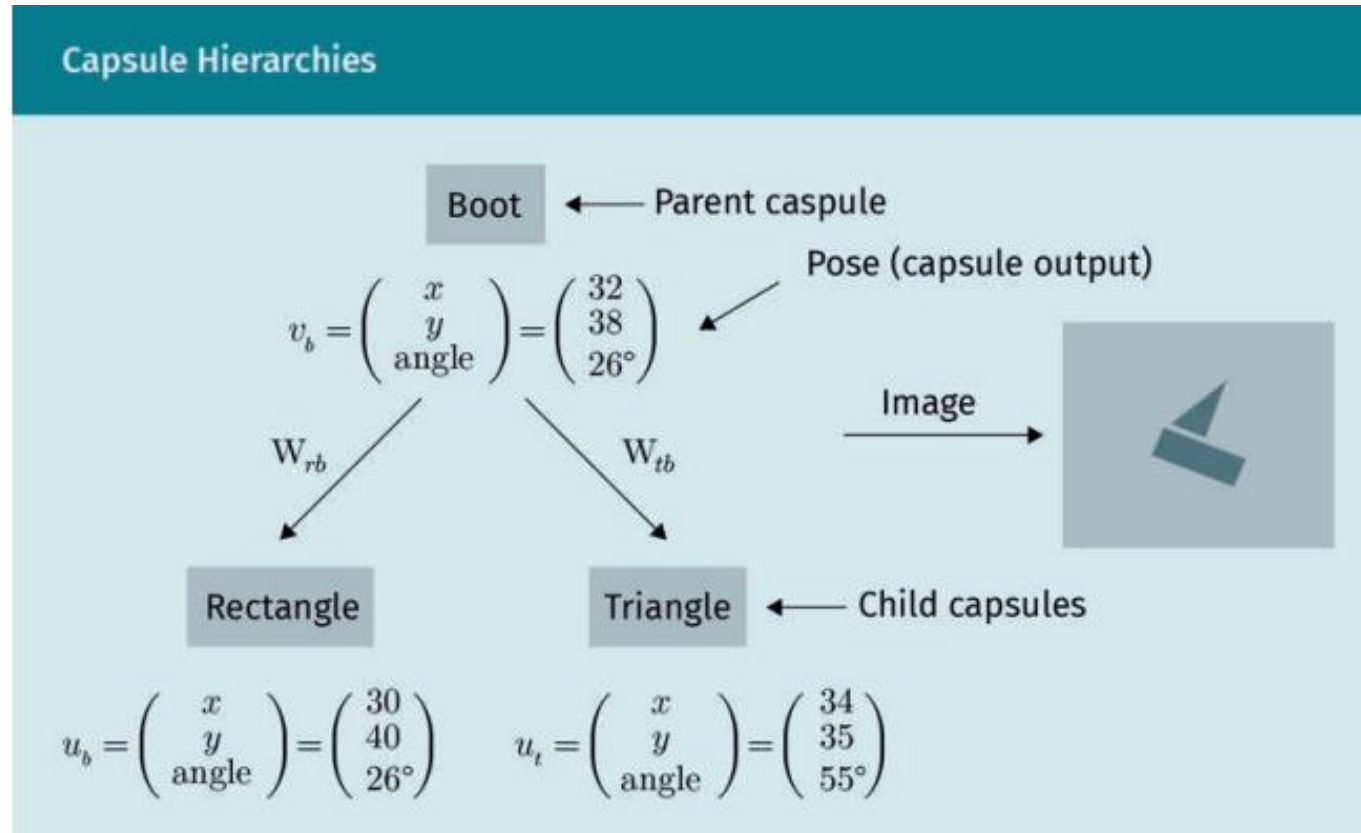 Capsule Hierarchies
Boot
Parent caspule
Pose (capsule output)
v_b = ( x y angle ) = ( 32 38 26° )
Image
W_rb
W_tb
Rectangle
Triangle
Child capsules
u_b = ( x y angle ) = ( 30 40 26° )
u_t = ( x y angle ) = ( 34 35 55° )